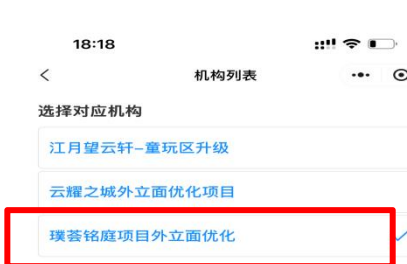 18:18
机构列表
选择对应机构
江月望云轩–童玩区升级
云耀之城外立面优化项目
璞荟铭庭项目外立面优化